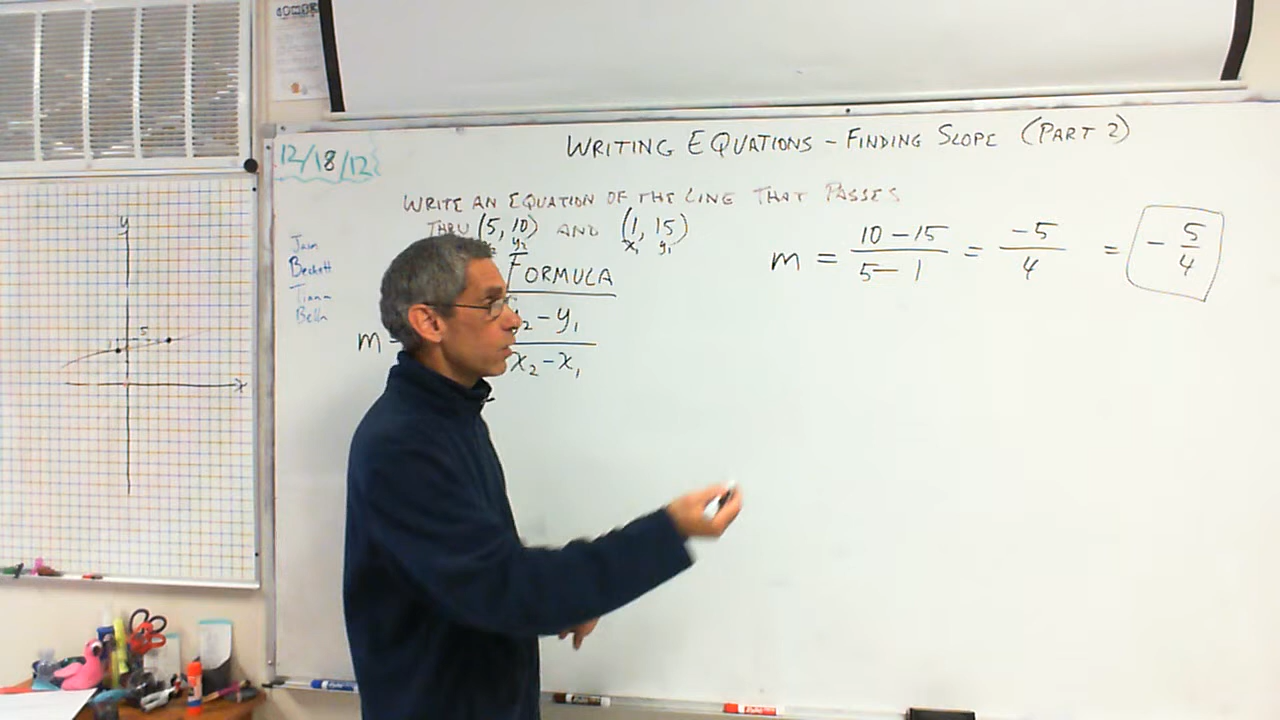 WRITING EQUATIONS - FINDING SLOPE (PART 2)
12/18/12
WRITE AN EQUATION OF THE LINE THAT PASSES
THRU (5, 10) AND (1, 15)
y₂ x₁ y₁
Beckett
Tiana
Bella
FORMULA
m = y₂ - y₁
x₂ - x₁
m = 10 - 15 / 5 - 1 = -5 / 4 = - 5/4
y
5
x